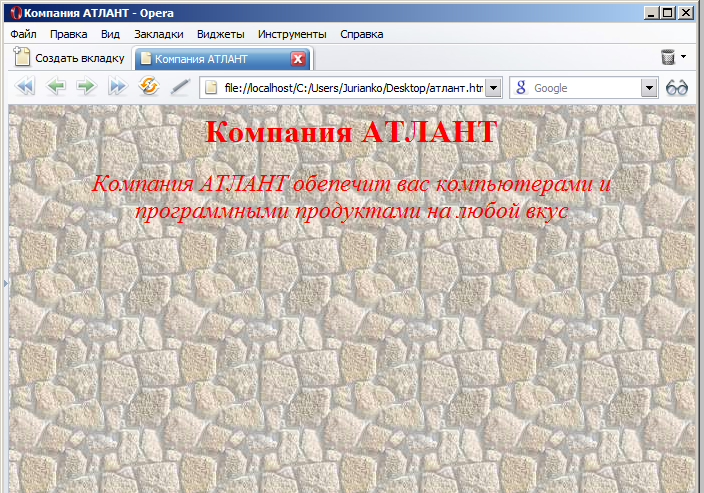 Компания АТЛАНТ - Opera
Файл Правка Вид Закладки Виджеты Инструменты Справка
Создать вкладку Компания АТЛАНТ
file://localhost/C:/Users/Jurianko/Desktop/атлант.htm Google
Компания АТЛАНТ
Компания АТЛАНТ обепечит вас компьютерами и
программными продуктами на любой вкус